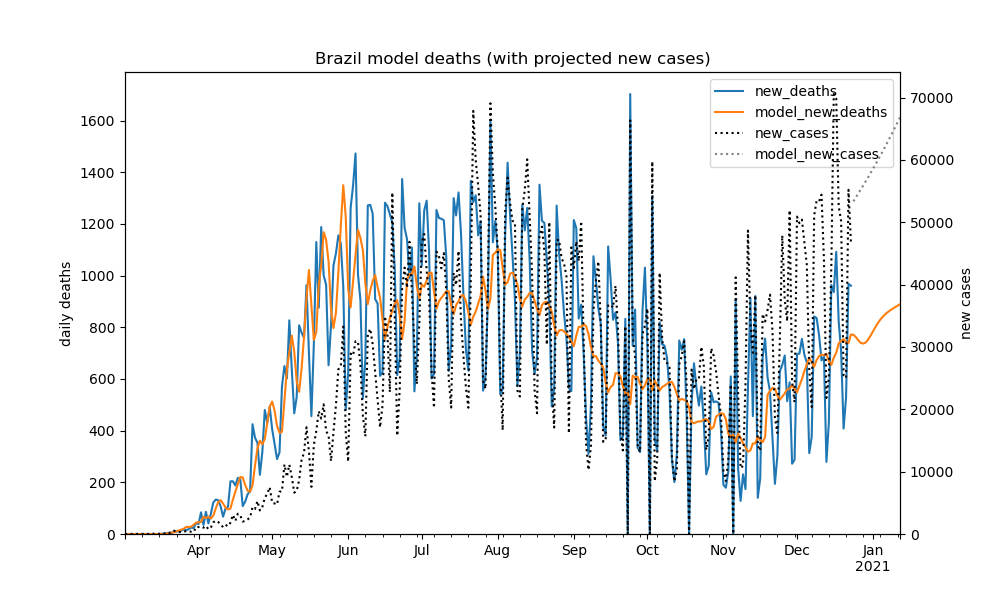 Brazil model deaths (with projected new cases)
new_deaths
model_new_deaths
new_cases
model_new_cases
daily deaths
1600
1400
1200
1000
800
600
400
200
0
new cases
70000
60000
50000
40000
30000
20000
10000
0
Apr May Jun Jul Aug Sep Oct Nov Dec Jan
2021